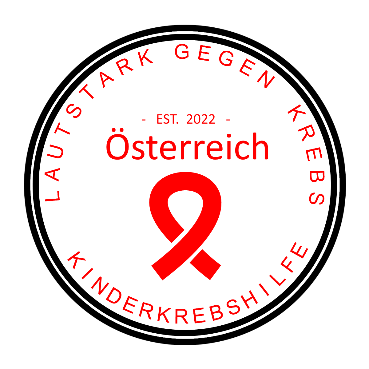 LAUTSTARK GEGEN KREBS
- EST. 2022 -
Österreich
KINDERKREBSHILFE